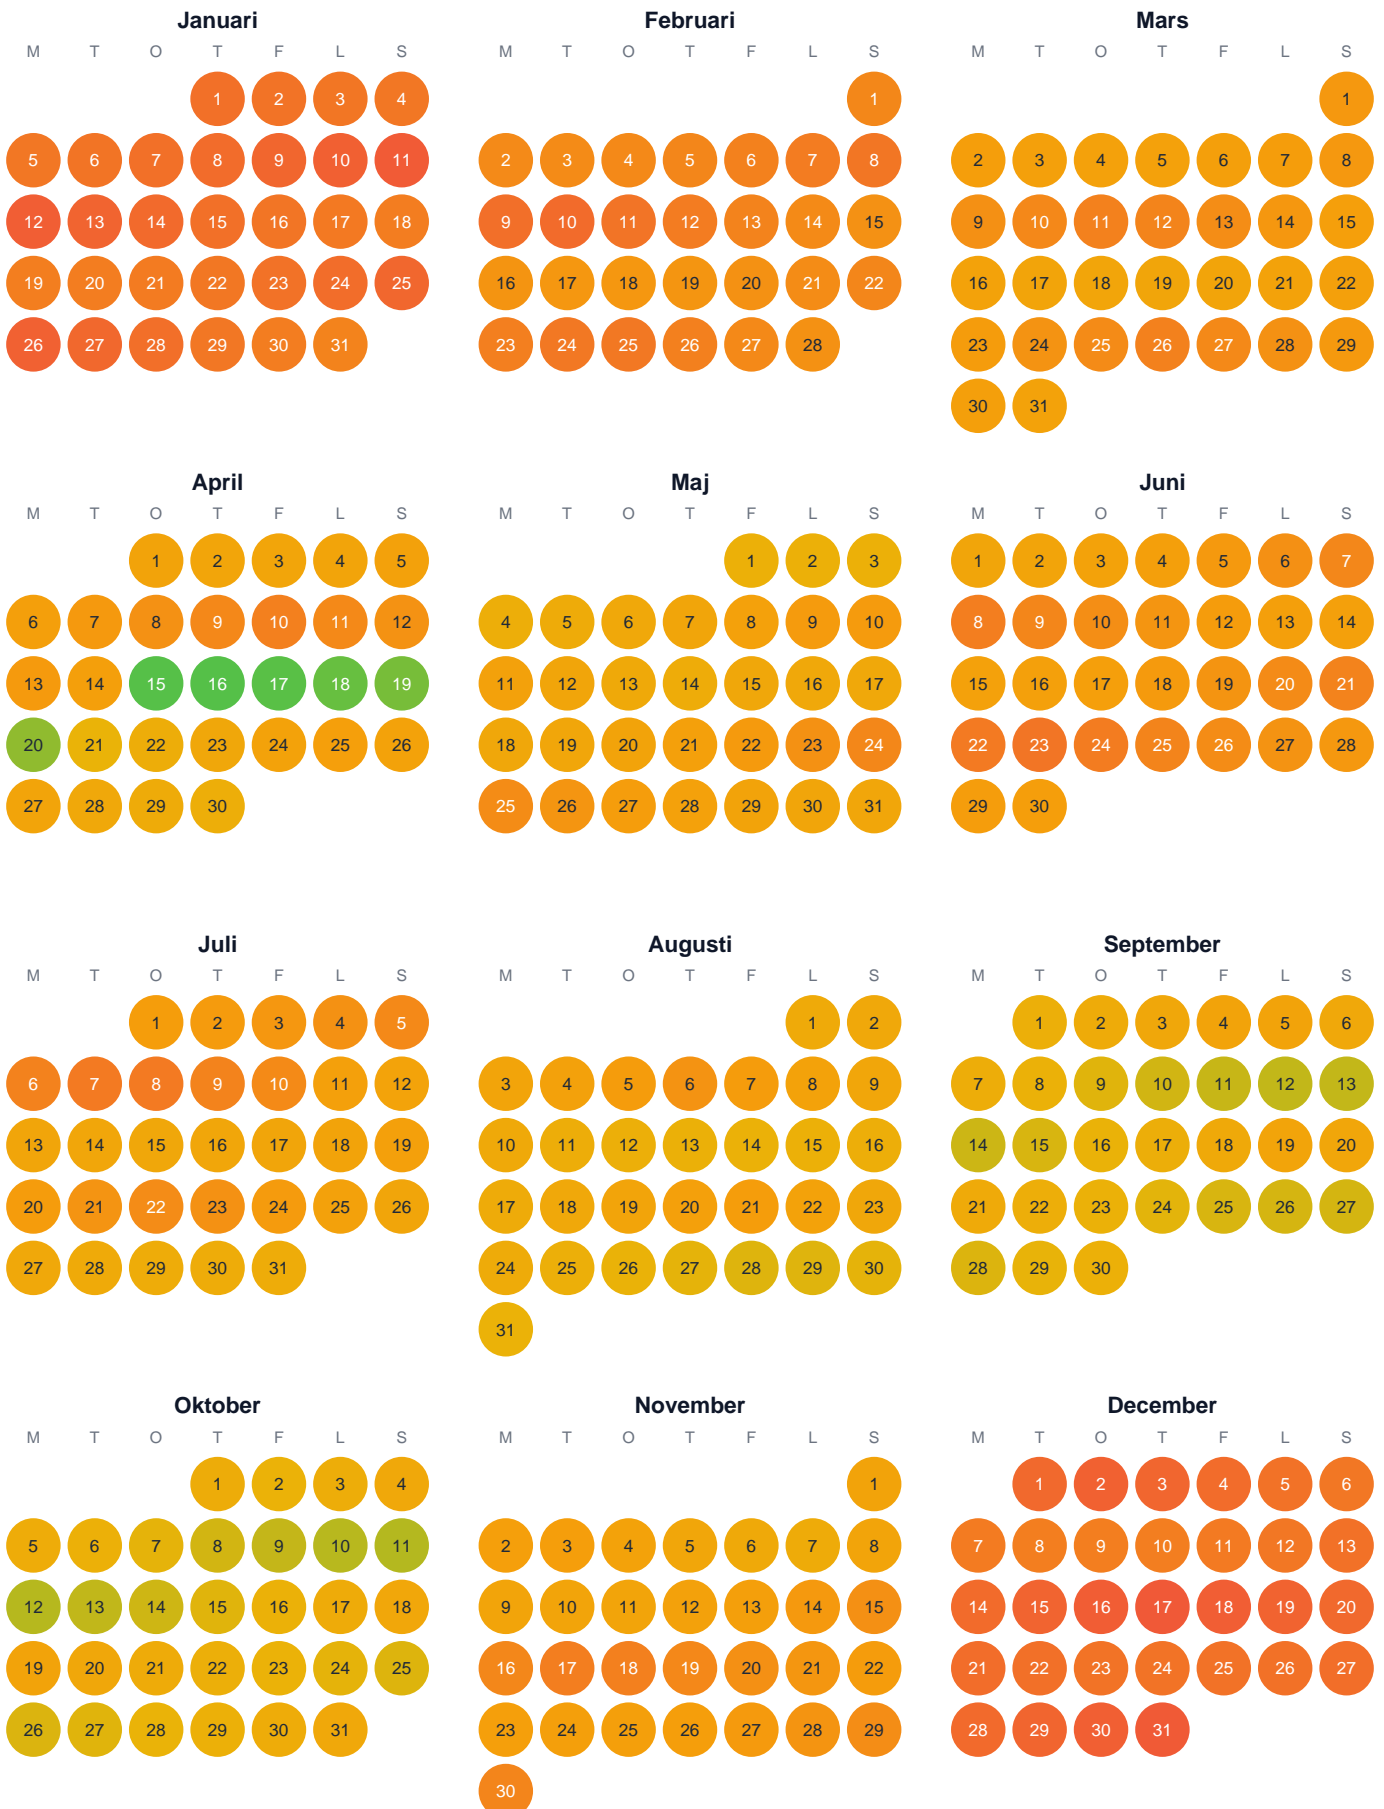 Januari Februari Mars
M T O T F L S M T O T F L S M T O T F L S
1 2 3 4 1 1
5 6 7 8 9 10 11 2 3 4 5 6 7 8 2 3 4 5 6 7 8
12 13 14 15 16 17 18 9 10 11 12 13 14 15 9 10 11 12 13 14 15
19 20 21 22 23 24 25 16 17 18 19 20 21 22 16 17 18 19 20 21 22
26 27 28 29 30 31 23 24 25 26 27 28 23 24 25 26 27 28 29
30 31
April Maj Juni
M T O T F L S M T O T F L S M T O T F L S
1 2 3 4 5 1 2 3 1 2 3 4 5 6 7
6 7 8 9 10 11 12 4 5 6 7 8 9 10 8 9 10 11 12 13 14
13 14 15 16 17 18 19 11 12 13 14 15 16 17 15 16 17 18 19 20 21
20 21 22 23 24 25 26 18 19 20 21 22 23 24 22 23 24 25 26 27 28
27 28 29 30 25 26 27 28 29 30 31 29 30
Juli Augusti September
M T O T F L S M T O T F L S M T O T F L S
1 2 3 4 5 1 2 1 2 3 4 5 6
6 7 8 9 10 11 12 3 4 5 6 7 8 9 7 8 9 10 11 12 13
13 14 15 16 17 18 19 10 11 12 13 14 15 16 14 15 16 17 18 19 20
20 21 22 23 24 25 26 17 18 19 20 21 22 23 21 22 23 24 25 26 27
27 28 29 30 31 24 25 26 27 28 29 30 28 29 30
31
Oktober November December
M T O T F L S M T O T F L S M T O T F L S
1 2 3 4 1 1 2 3 4 5 6
5 6 7 8 9 10 11 2 3 4 5 6 7 8 7 8 9 10 11 12 13
12 13 14 15 16 17 18 9 10 11 12 13 14 15 14 15 16 17 18 19 20
19 20 21 22 23 24 25 16 17 18 19 20 21 22 21 22 23 24 25 26 27
26 27 28 29 30 31 23 24 25 26 27 28 29 28 29 30 31
30